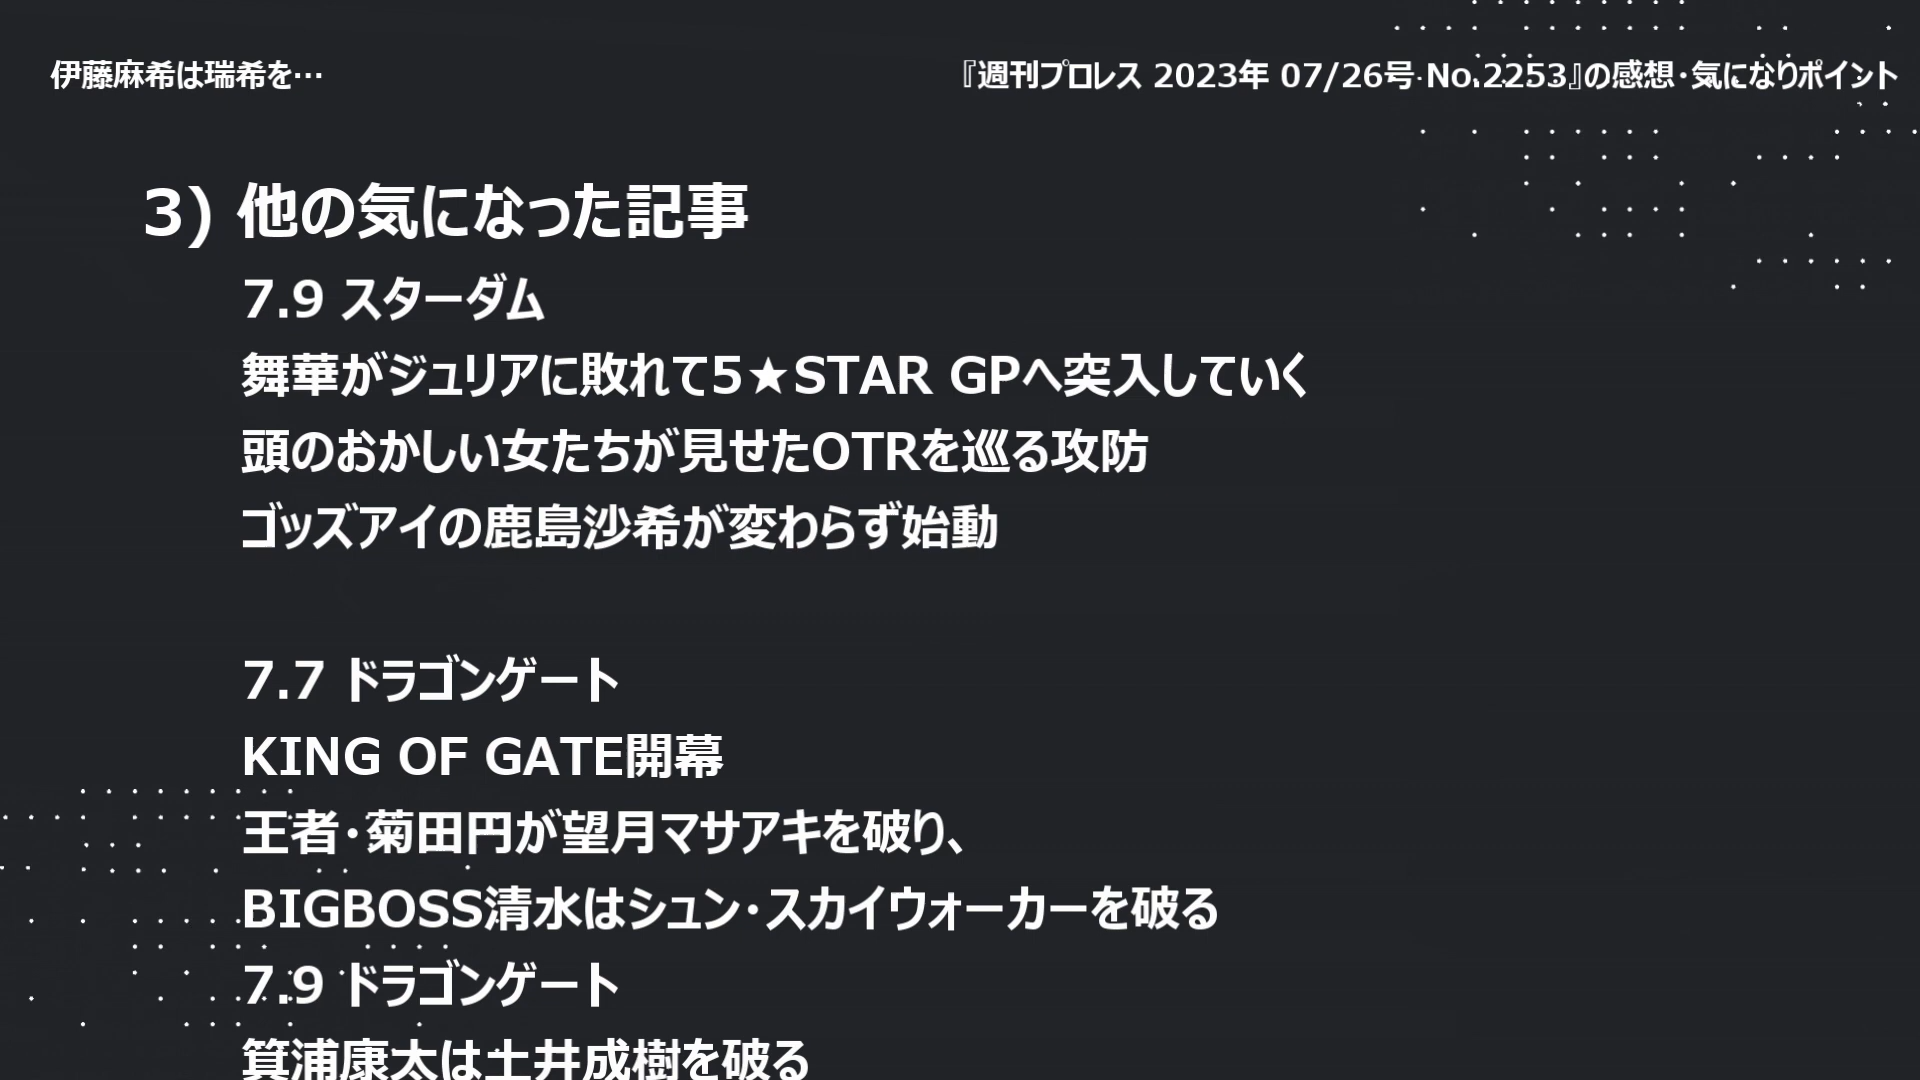 伊藤麻希は瑞希を…
『週刊プロレス 2023年 07/26号 No.2253』の感想・気になりポイント
3) 他の気になった記事
7.9 スターダム
舞華がジュリアに敗れて5★STAR GPへ突入していく
頭のおかしい女たちが見せたOTRを巡る攻防
ゴッズアイの鹿島沙希が変わらず始動
7.7 ドラゴンゲート
KING OF GATE開幕
王者・菊田円が望月マサアキを破り、
BIGBOSS清水はシュン・スカイウォーカーを破る
7.9 ドラゴンゲート
箕浦康太は土井成樹を破る